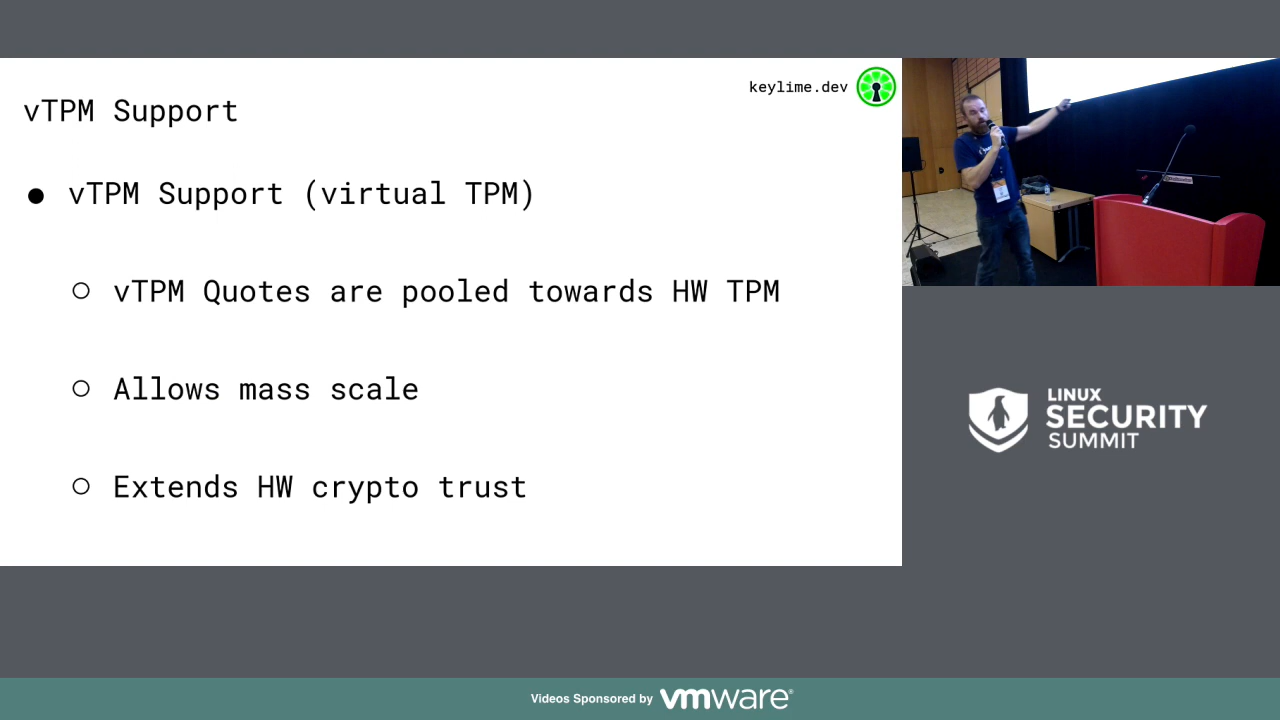 keylime.dev
vTPM Support
● vTPM Support (virtual TPM)
○ vTPM Quotes are pooled towards HW TPM
○ Allows mass scale
○ Extends HW crypto trust
LINUX
SECURITY
SUMMIT
Videos Sponsored by vmware®